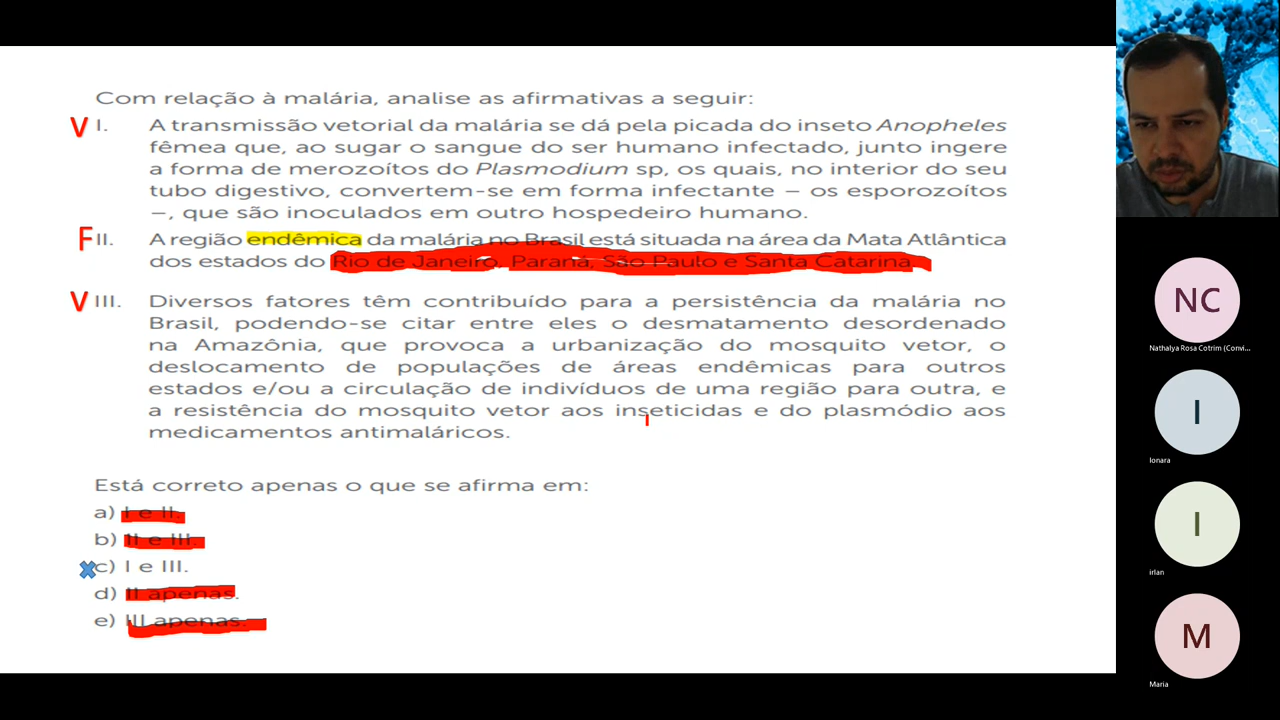 Com relação à malária, analise as afirmativas a seguir:
V I. A transmissão vetorial da malária se dá pela picada do inseto Anopheles
fêmea que, ao sugar o sangue do ser humano infectado, junto ingere
a forma de merozoítos do Plasmodium sp, os quais, no interior do seu
tubo digestivo, convertem-se em forma infectante – os esporozoítos
–, que são inoculados em outro hospedeiro humano.
F II. A região endêmica da malária no Brasil está situada na área da Mata Atlântica
dos estados do Rio de Janeiro, Paraná, São Paulo e Santa Catarina.
V III. Diversos fatores têm contribuído para a persistência da malária no
Brasil, podendo-se citar entre eles o desmatamento desordenado
na Amazônia, que provoca a urbanização do mosquito vetor, o
deslocamento de populações de áreas endêmicas para outros
estados e/ou a circulação de indivíduos de uma região para outra, e
a resistência do mosquito vetor aos inseticidas e do plasmódio aos
medicamentos antimaláricos.
Está correto apenas o que se afirma em:
a) I e II.
b) II e III.
c) I e III.
d) II apenas.
e) III apenas.
NC
Nathalya Rosa Cotrim (Convi...
I
Ionara
I
irlan
M
Maria